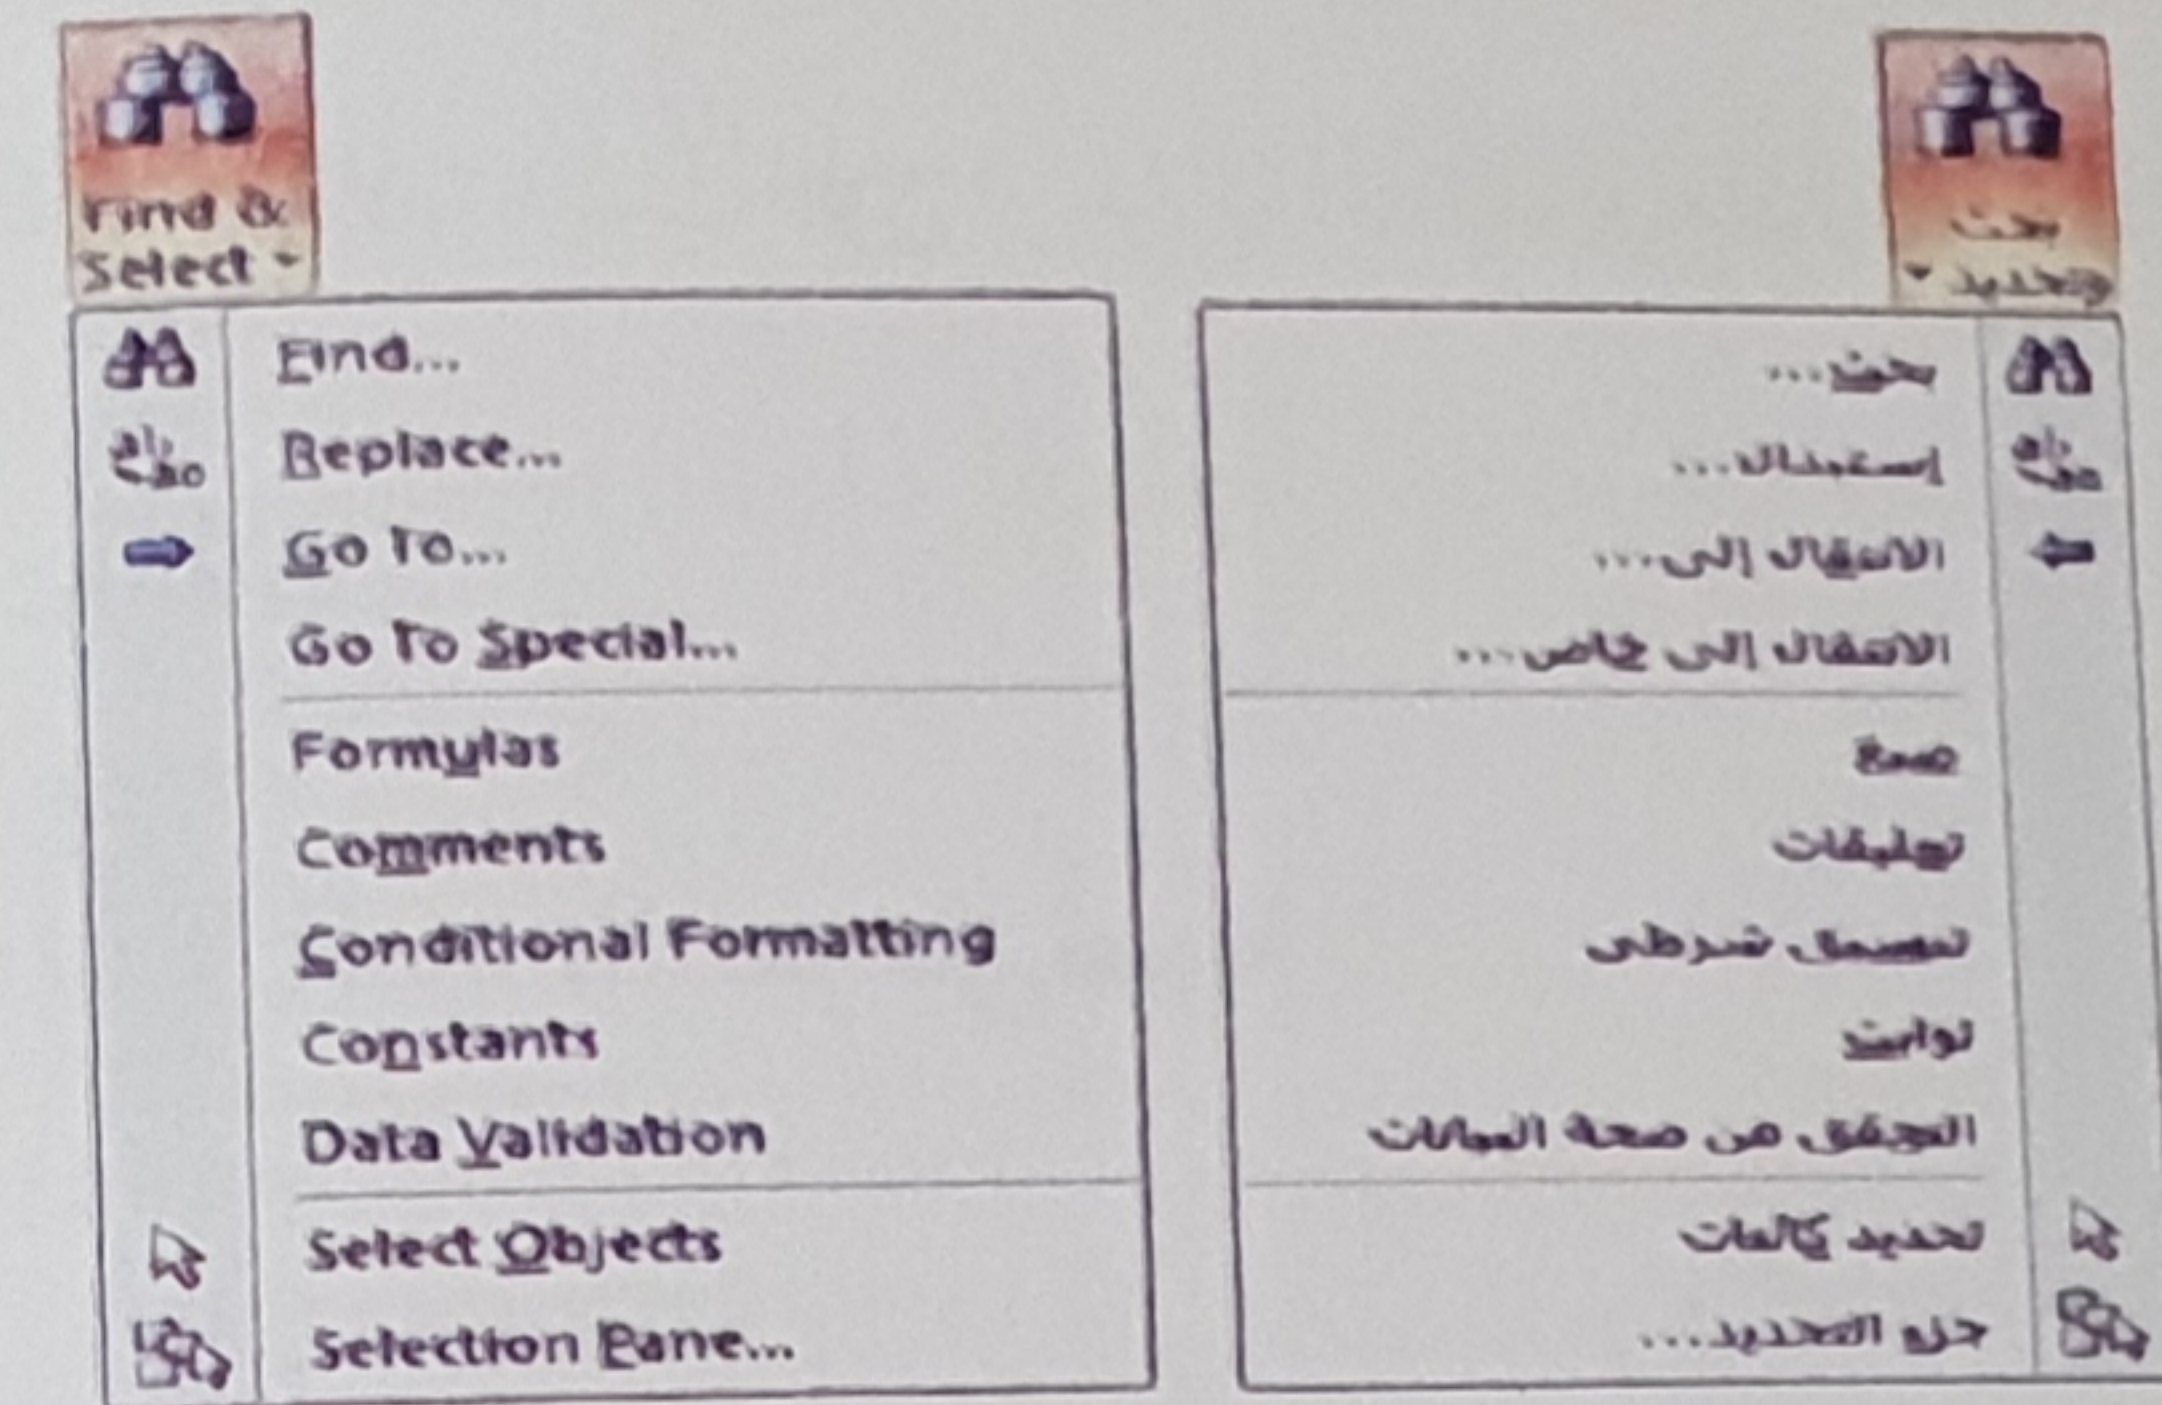 Find &
Select
Find...
Replace...
Go To...
Go To Special...
Formulas
Comments
Conditional Formatting
Constants
Data Validation
Select Objects
Selection Pane...
بحث
وتحديد
بحث...
إستبدال...
الانتقال إلى...
الانتقال إلى خاص...
صيغ
تعليقات
تنسيق شرطي
ثوابت
التحقق من صحة البيانات
تحديد كائنات
جزء التحديد...